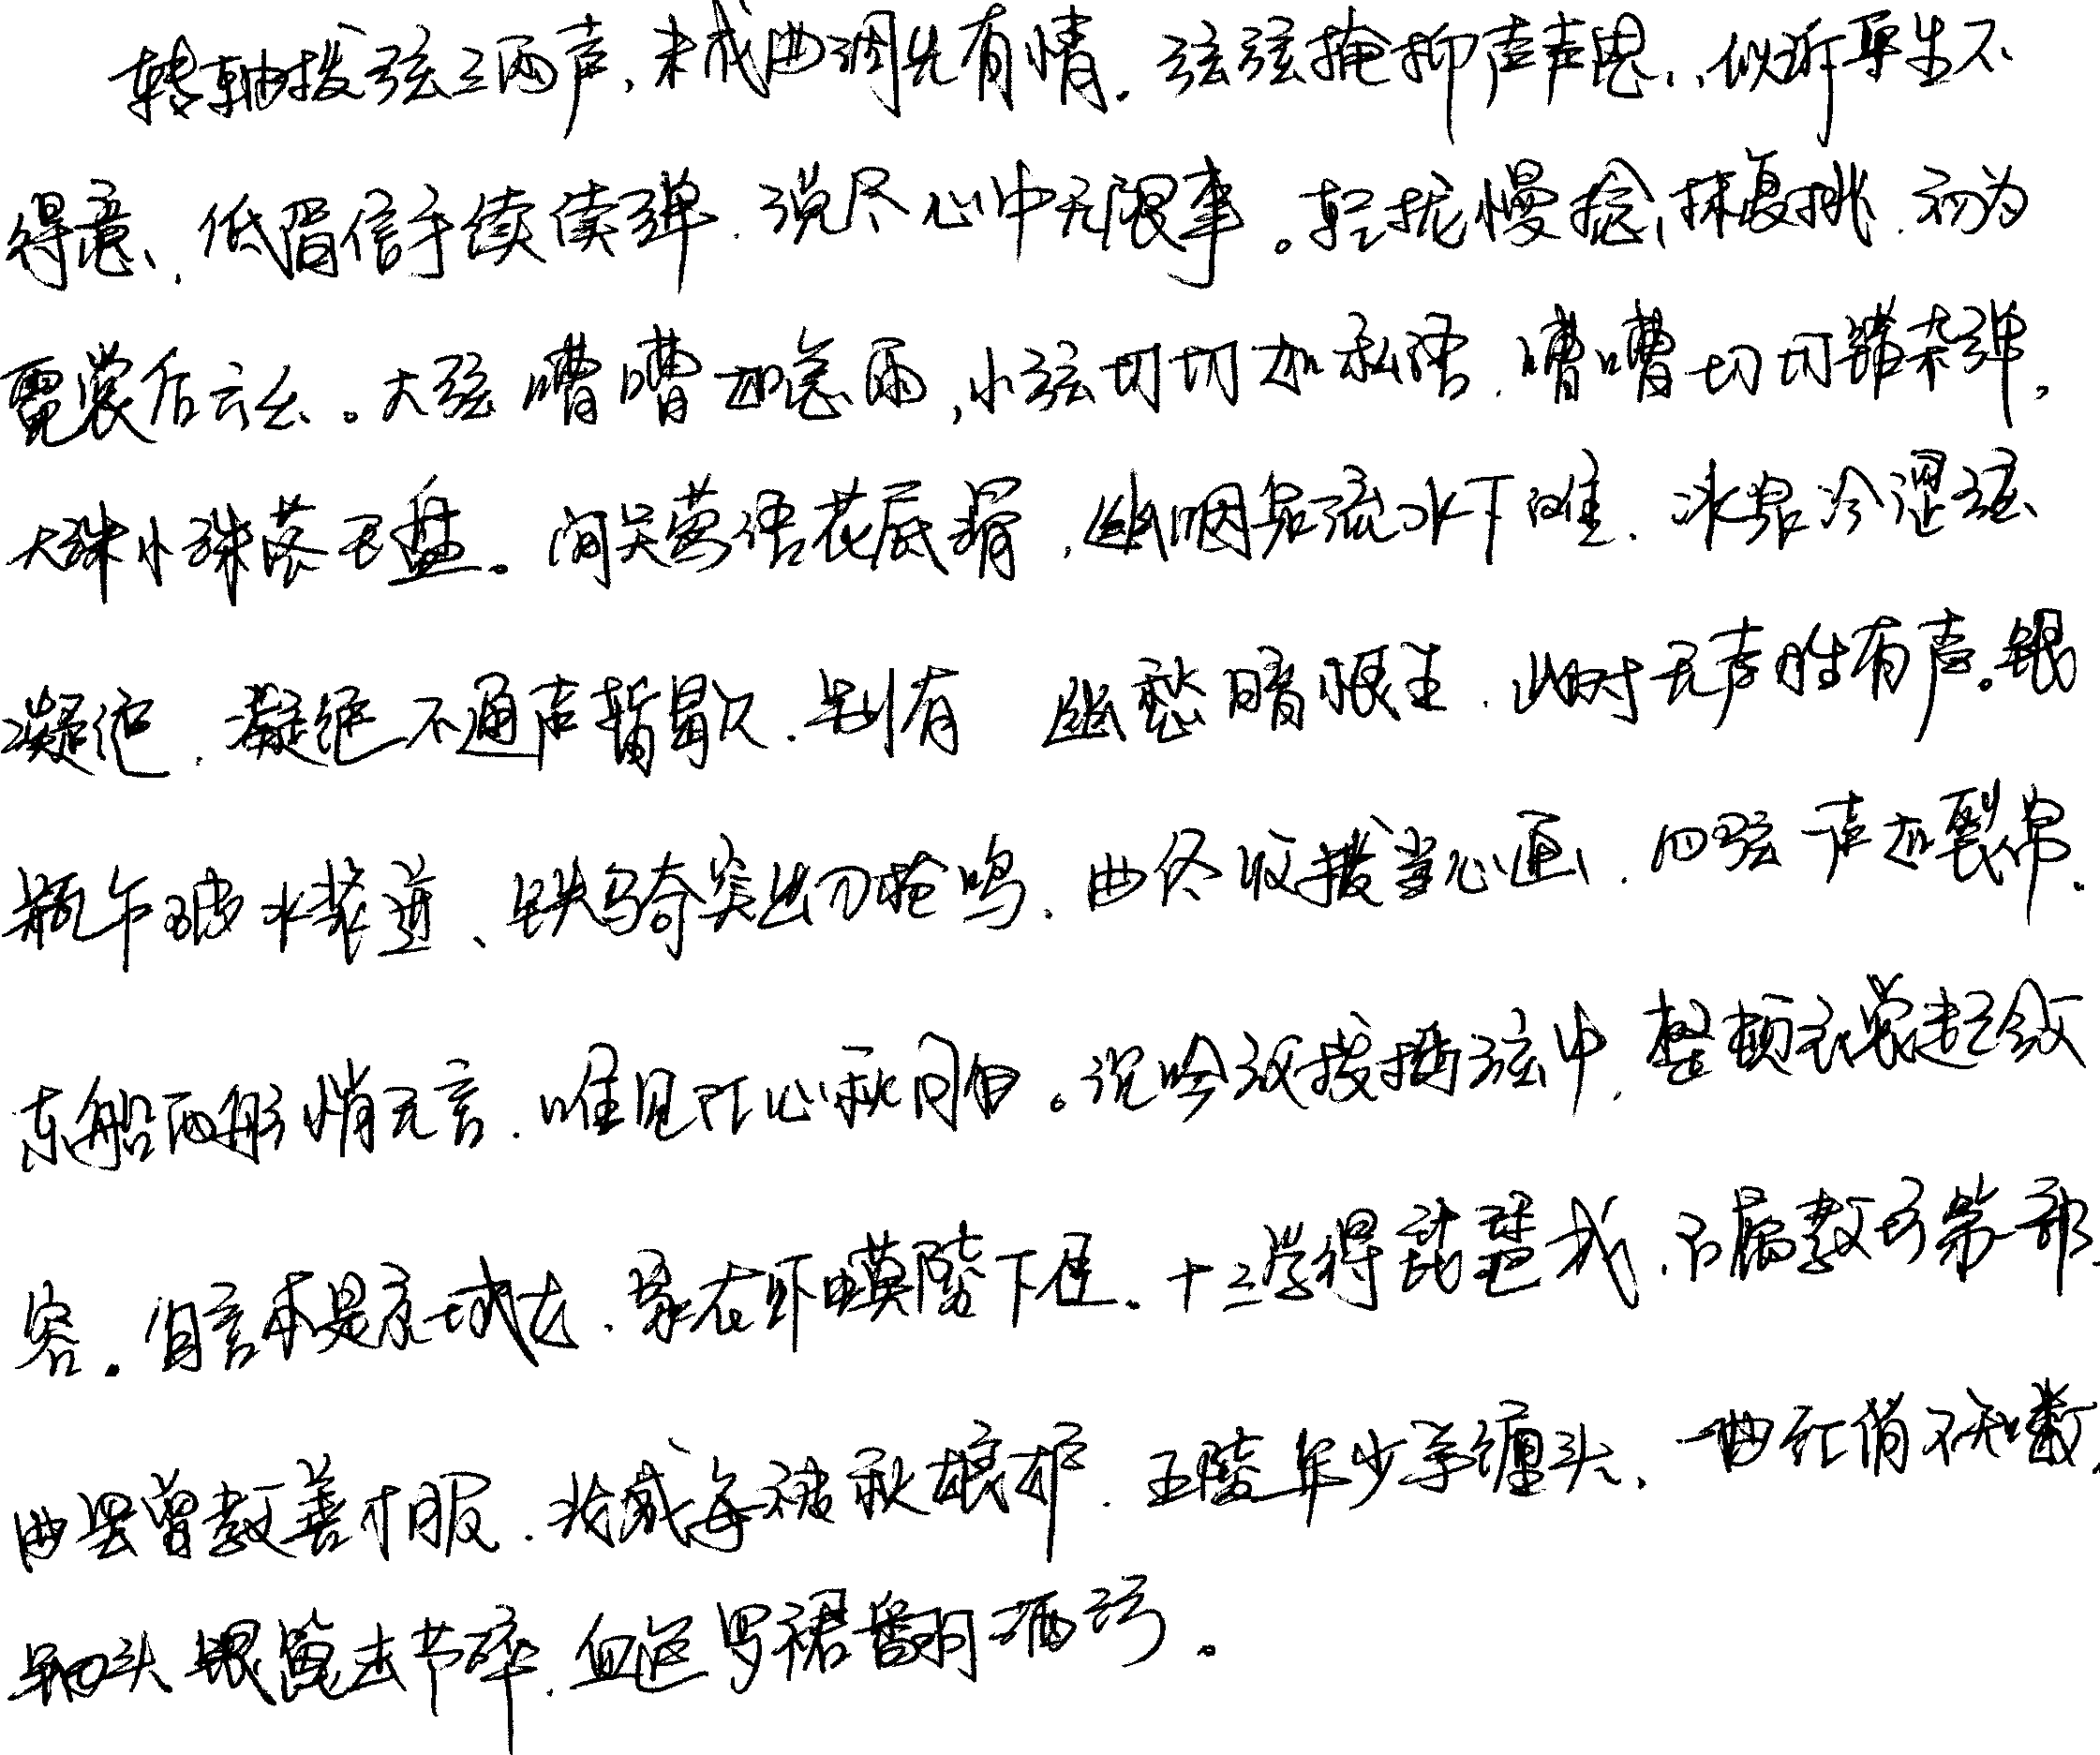 转轴拨弦三两声,未成曲调先有情.弦弦掩抑声声思,似诉平生不
得意,低眉信手续续弹.说尽心中无限事。轻拢慢捻抹复挑.初为
霓裳后六幺。大弦嘈嘈如急雨,小弦切切如私语.嘈嘈切切错杂弹,
大珠小珠落玉盘。间关莺语花底滑,幽咽泉流水下难.冰泉冷涩弦
凝绝.凝绝不通声暂歇.别有幽愁暗恨生.此时无声胜有声。银
瓶乍破水浆迸、铁骑突出刀枪鸣.曲终收拨当心画.四弦一声如裂帛.
东船西舫悄无言.唯见江心秋月白。沉吟放拨插弦中,整顿衣裳起敛
容。自言本是京城女.家在虾蟆陵下住.十三学得琵琶成.名属教坊第一部.
曲罢曾教善才服.妆成每被秋娘妒.五陵年少争缠头.一曲红绡不知数.
钿头银篦击节碎.血色罗裙翻酒污。